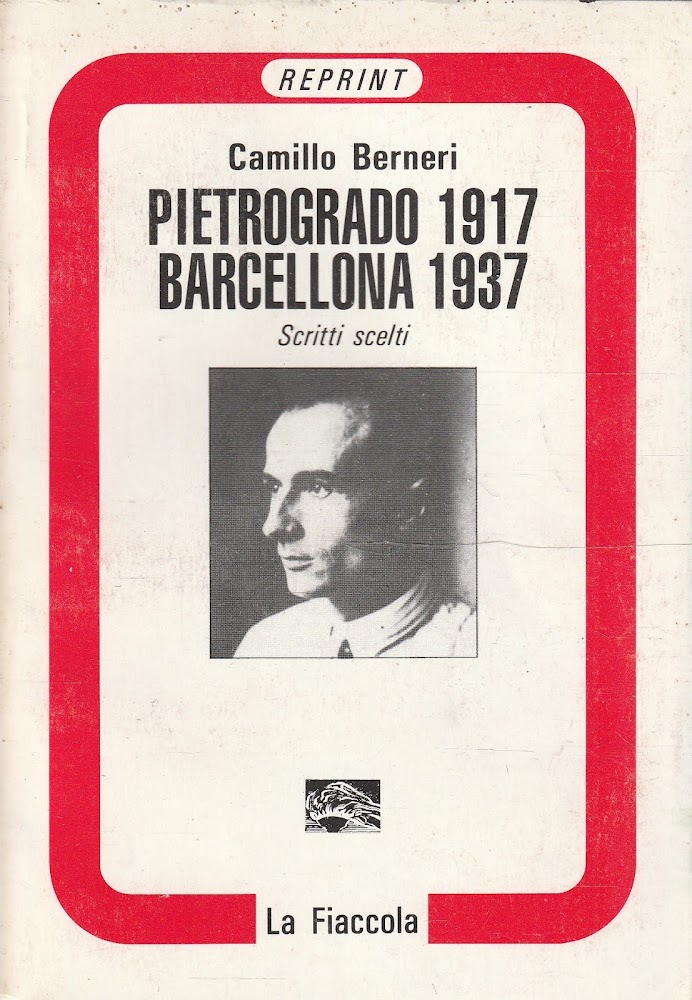 REPRINT
Camillo Berneri
PIETROGRADO 1917
BARCELLONA 1937
Scritti scelti
La Fiaccola